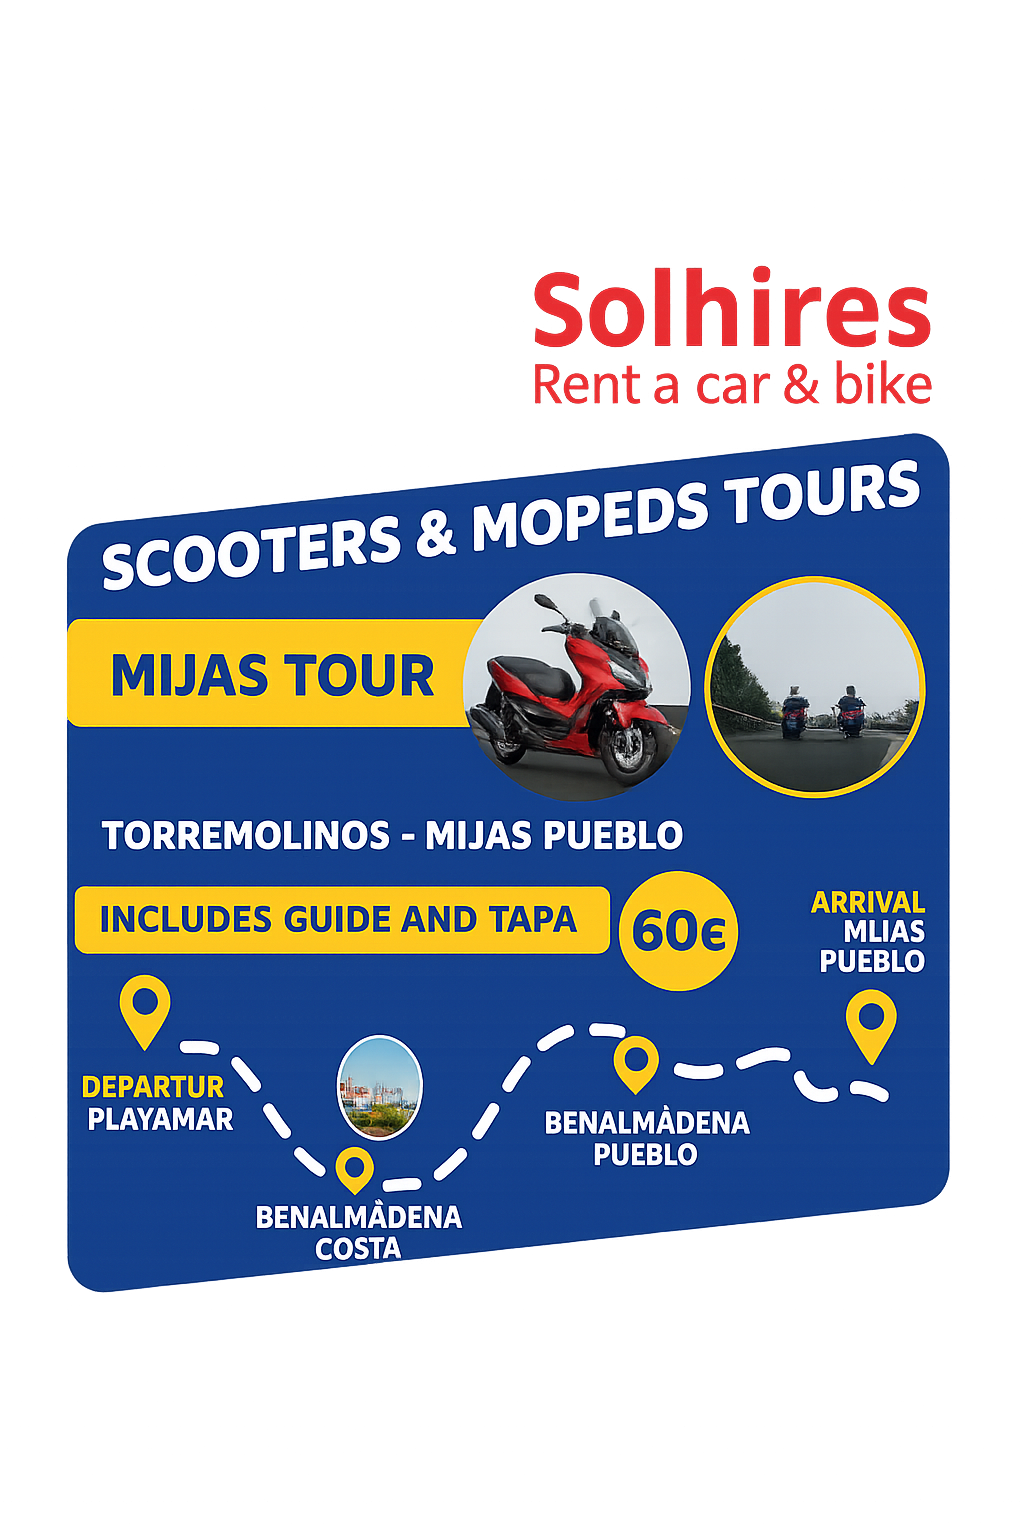 Solhires
Rent a car & bike
SCOOTERS & MOPEDS TOURS
MIJAS TOUR
TORREMOLINOS - MIJAS PUEBLO
INCLUDES GUIDE AND TAPA
60€
ARRIVAL
MLIAS
PUEBLO
DEPARTUR
PLAYAMAR
BENALMÀDENA
PUEBLO
BENALMÀDENA
COSTA